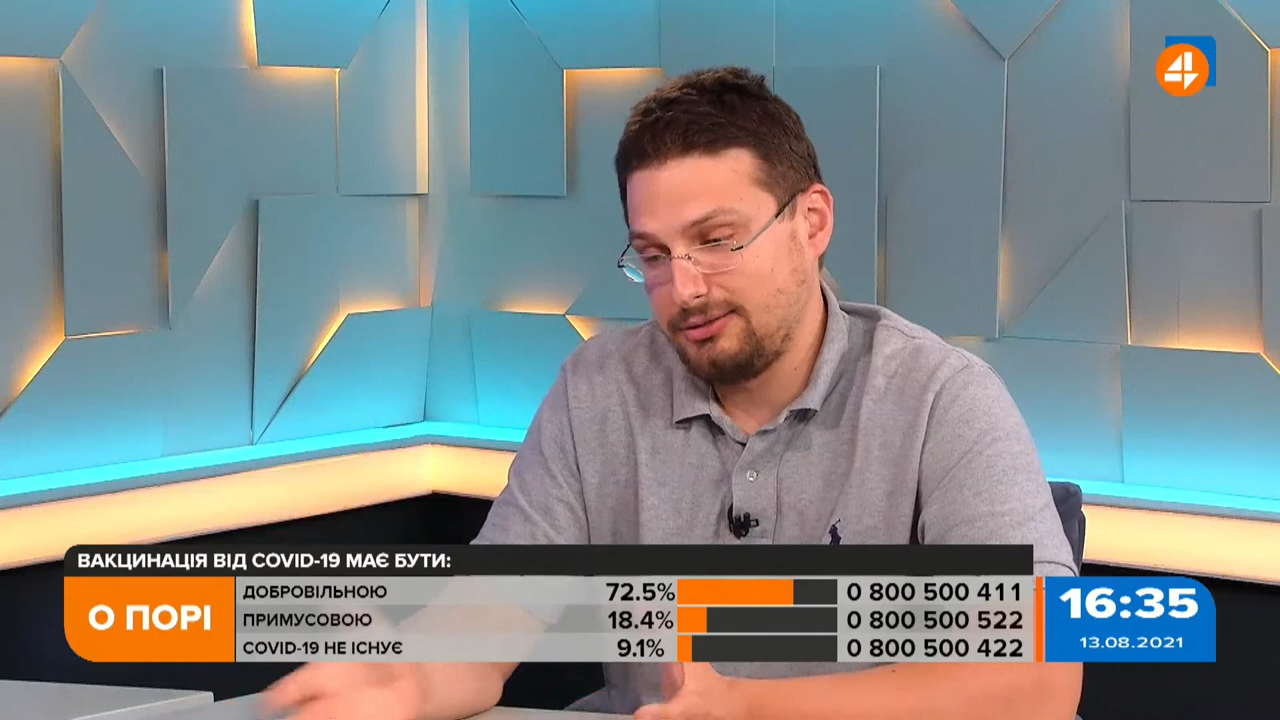 4
ВАКЦИНАЦІЯ ВІД COVID-19 МАЄ БУТИ:
О ПОРІ
ДОБРОВІЛЬНОЮ 72.5% 0 800 500 411
ПРИМУСОВОЮ 18.4% 0 800 500 522
COVID-19 НЕ ІСНУЄ 9.1% 0 800 500 422
16:35
13.08.2021